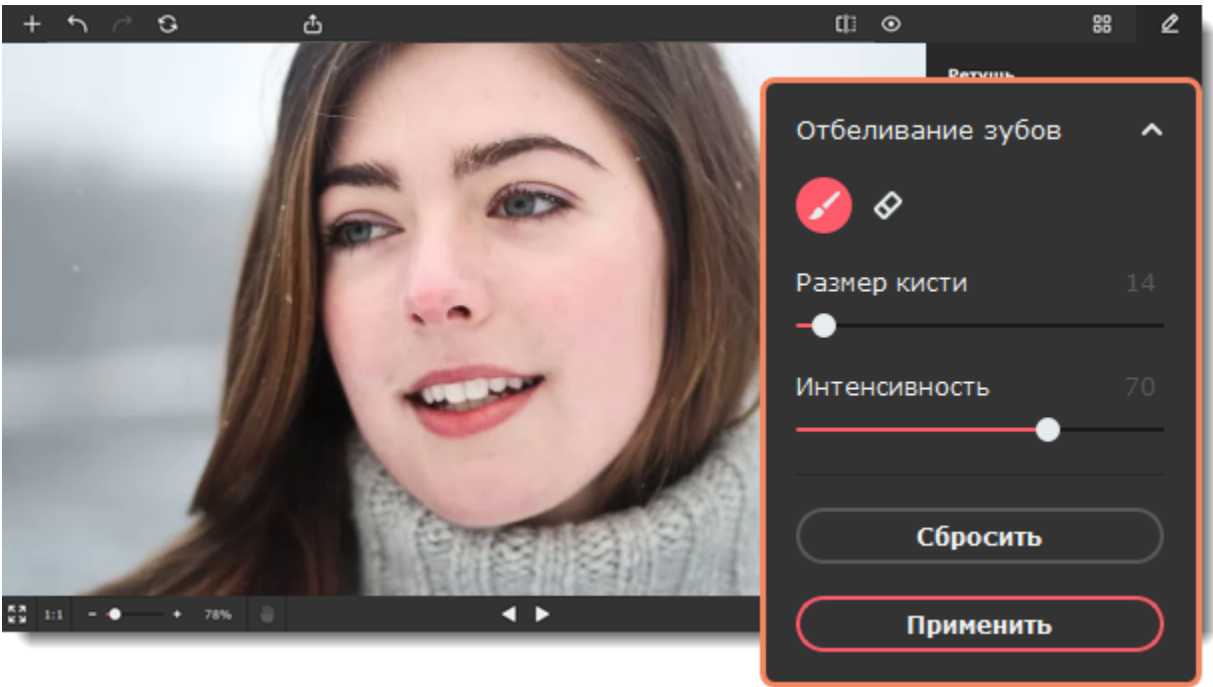 Ретушь
Отбеливание зубов
Размер кисти 14
Интенсивность 70
Сбросить
Применить
1:1 - + 78%